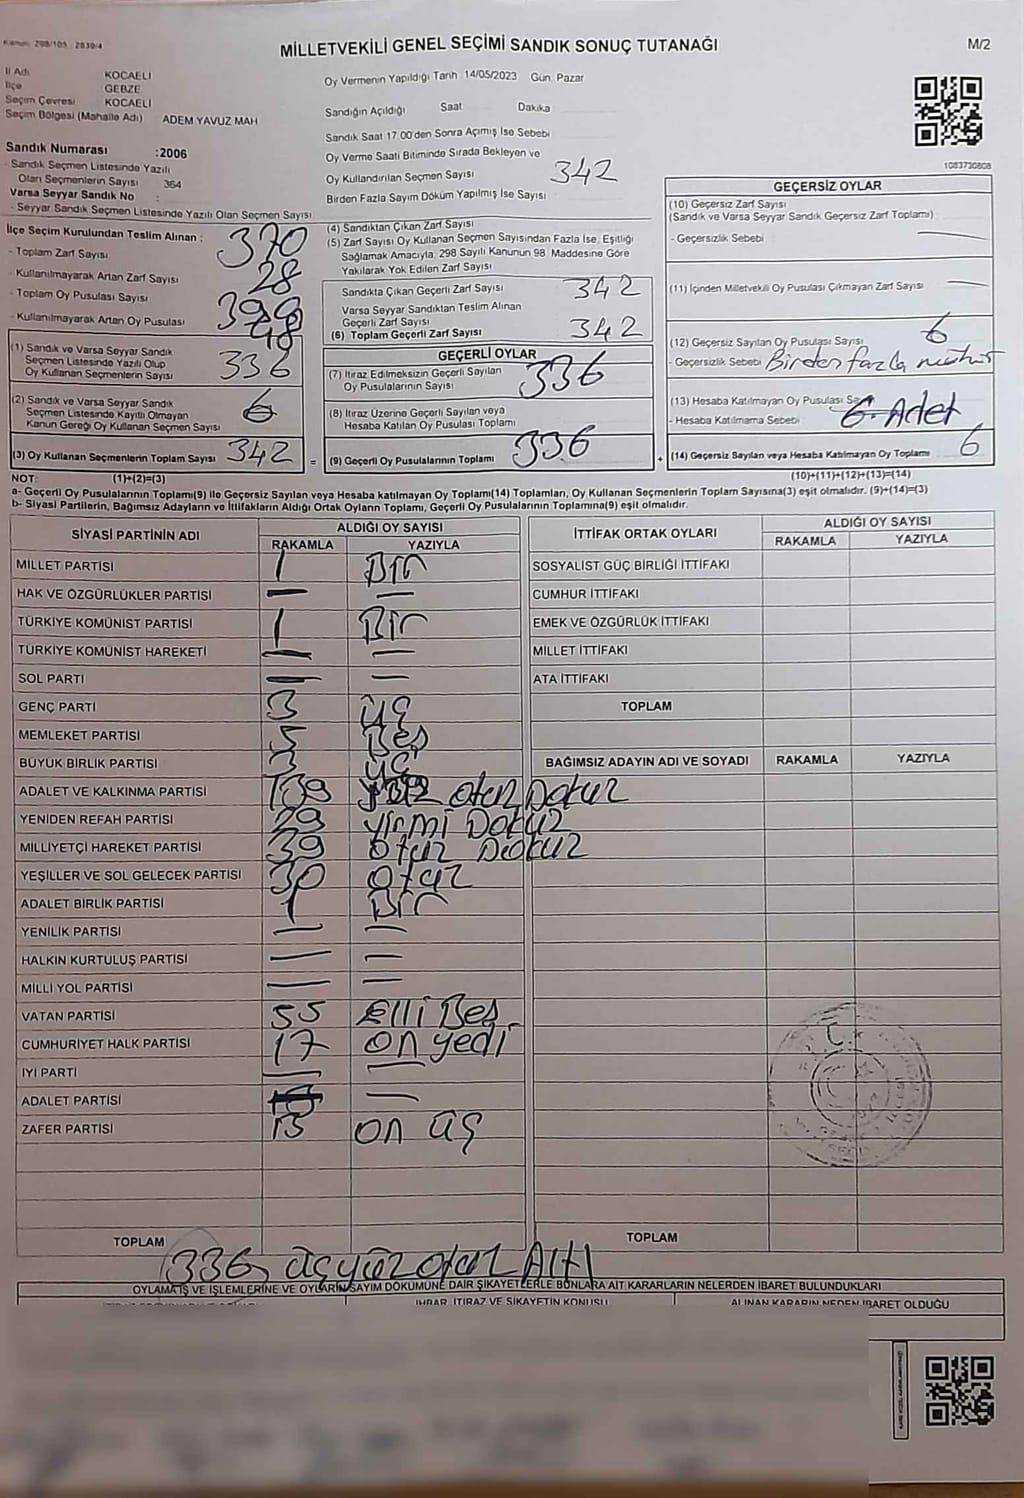 Kanun: 298/105 2839/4
MİLLETVEKİLİ GENEL SEÇİMİ SANDIK SONUÇ TUTANAĞI
M/2
İl Adı KOCAELİ
İlçe GEBZE
Seçim Çevresi KOCAELİ
Seçim Bölgesi (Mahalle Adı) ADEM YAVUZ MAH
Oy Vermenin Yapıldığı Tarih 14/05/2023 Gün: Pazar
Sandığın Açıldığı Saat Dakika
Sandık Saat 17.00'den Sonra Açımış İse Sebebi
Oy Verme Saati Bitiminde Sırada Bekleyen ve
Oy Kullandırılan Seçmen Sayısı 342
Birden Fazla Sayım Döküm Yapılmış İse Sayısı
1083730808
Sandık Numarası :2006
- Sandık Seçmen Listesinde Yazılı
Olan Seçmenlerin Sayısı 364
Varsa Seyyar Sandık No :
- Seyyar Sandık Seçmen Listesinde Yazılı Olan Seçmen Sayısı
İlçe Seçim Kurulundan Teslim Alınan :
- Toplam Zarf Sayısı 370
- Kullanılmayarak Artan Zarf Sayısı 28
- Toplam Oy Pusulası Sayısı
- Kullanılmayarak Artan Oy Pusulası
(1) Sandık ve Varsa Seyyar Sandık
Seçmen Listesinde Yazılı Olup
Oy Kullanan Seçmenlerin Sayısı 336
(2) Sandık ve Varsa Seyyar Sandık
Seçmen Listesinde Kayıtlı Olmayan
Kanun Gereği Oy Kullanan Seçmen Sayısı 6
(3) Oy Kullanan Seçmenlerin Toplam Sayısı 342
(4) Sandıktan Çıkan Zarf Sayısı
(5) Zarf Sayısı Oy Kullanan Seçmen Sayısından Fazla İse, Eşitliği
Sağlamak Amacıyla, 298 Sayılı Kanunun 98. Maddesine Göre
Yakılarak Yok Edilen Zarf Sayısı
Sandıkta Çıkan Geçerli Zarf Sayısı 342
Varsa Seyyar Sandıktan Teslim Alınan
Geçerli Zarf Sayısı
(6) Toplam Geçerli Zarf Sayısı 342
GEÇERLİ OYLAR
(7) İtiraz Edilmeksizin Geçerli Sayılan
Oy Pusulalarının Sayısı 336
(8) İtiraz Üzerine Geçerli Sayılan veya
Hesaba Katılan Oy Pusulası Toplamı
= (9) Geçerli Oy Pusulalarının Toplamı 336
GEÇERSİZ OYLAR
(10) Geçersiz Zarf Sayısı
(Sandık ve Varsa Seyyar Sandık Geçersiz Zarf Toplamı)
- Geçersizlik Sebebi —
(11) İçinden Milletvekili Oy Pusulası Çıkmayan Zarf Sayısı —
(12) Geçersiz Sayılan Oy Pusulası Sayısı 6
- Geçersizlik Sebebi Birden fazla mühür
(13) Hesaba Katılmayan Oy Pusulası
- Hesaba Katılmama Sebebi 6 Adet
+ (14) Geçersiz Sayılan veya Hesaba Katılmayan Oy Toplamı 6
NOT: (1)+(2)=(3)
(10)+(11)+(12)+(13)=(14)
a- Geçerli Oy Pusulalarının Toplamı(9) ile Geçersiz Sayılan veya Hesaba katılmayan Oy Toplamı(14) Toplamları, Oy Kullanan Seçmenlerin Toplam Sayısına(3) eşit olmalıdır. (9)+(14)=(3)
b- Siyasi Partilerin, Bağımsız Adayların ve İttifakların Aldığı Ortak Oyların Toplamı, Geçerli Oy Pusulalarının Toplamına(9) eşit olmalıdır.
SİYASİ PARTİNİN ADI ALDIĞI OY SAYISI
RAKAMLA YAZIYLA
MİLLET PARTİSİ 1 Bir
HAK VE ÖZGÜRLÜKLER PARTİSİ — —
TÜRKİYE KOMÜNİST PARTİSİ 1 Bir
TÜRKİYE KOMÜNİST HAREKETİ — —
SOL PARTİ — —
GENÇ PARTİ 3 üç
MEMLEKET PARTİSİ 5 Beş
BÜYÜK BİRLİK PARTİSİ 3 üç
ADALET VE KALKINMA PARTİSİ 139 yüz otuz Dokuz
YENİDEN REFAH PARTİSİ 29 yirmi Dokuz
MİLLİYETÇİ HAREKET PARTİSİ 39 otuz Dokuz
YEŞİLLER VE SOL GELECEK PARTİSİ 30 otuz
ADALET BİRLİK PARTİSİ 1 Bir
YENİLİK PARTİSİ — —
HALKIN KURTULUŞ PARTİSİ — —
MİLLİ YOL PARTİSİ — —
VATAN PARTİSİ 55 Elli Beş
CUMHURİYET HALK PARTİSİ 17 on yedi
İYİ PARTİ — —
ADALET PARTİSİ —
ZAFER PARTİSİ 13 on üç
TOPLAM 336 üçyüz otuz Altı
İTTİFAK ORTAK OYLARI ALDIĞI OY SAYISI
RAKAMLA YAZIYLA
SOSYALİST GÜÇ BİRLİĞİ İTTİFAKI
CUMHUR İTTİFAKI
EMEK VE ÖZGÜRLÜK İTTİFAKI
MİLLET İTTİFAKI
ATA İTTİFAKI
TOPLAM
BAĞIMSIZ ADAYIN ADI VE SOYADI RAKAMLA YAZIYLA
TOPLAM
OYLAMA İŞ VE İŞLEMLERİNE VE OYLARIN SAYIM DÖKÜMÜNE DAİR ŞİKAYETLERLE BUNLARA AİT KARARLARIN NELERDEN İBARET BULUNDUKLARI
İHBAR, İTİRAZ VE ŞİKAYETİN KONUSU ALINAN KARARIN NEDEN İBARET OLDUĞU